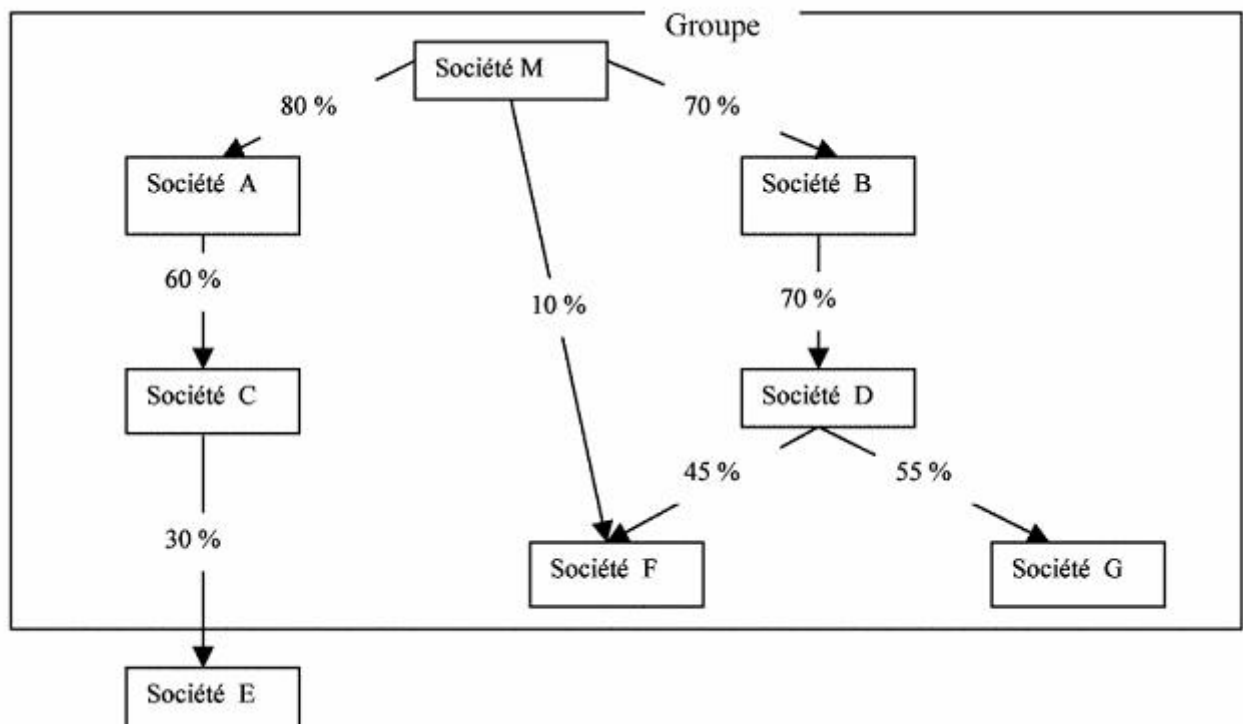 Groupe
Société M
80 %
70 %
Société A
Société B
60 %
10 %
70 %
Société C
Société D
45 %
55 %
30 %
Société F
Société G
Société E